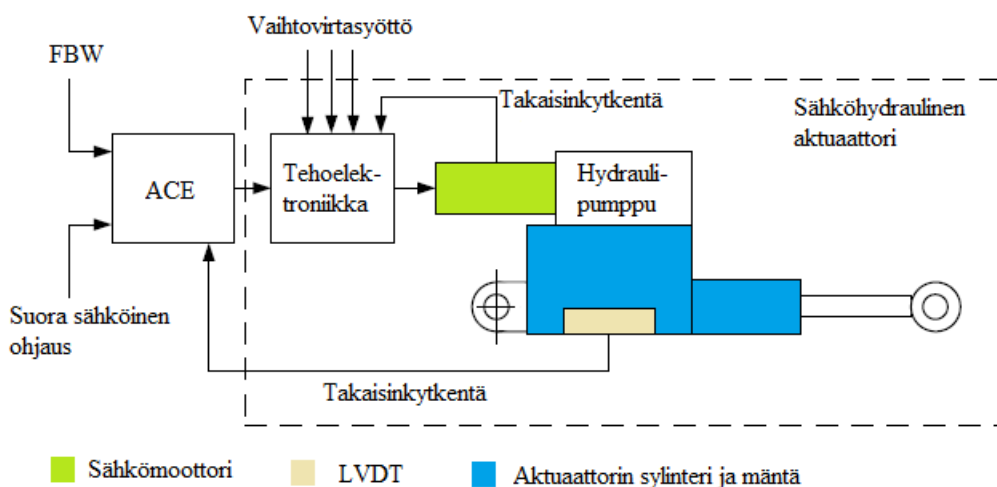 Vaihtovirtasyöttö
FBW
Takaisinkytkentä
Sähköhydraulinen
aktuaattori
ACE
Tehoelek-
troniikka
Hydrauli-
pumppu
Suora sähköinen
ohjaus
Takaisinkytkentä
Sähkömoottori
LVDT
Aktuaattorin sylinteri ja mäntä